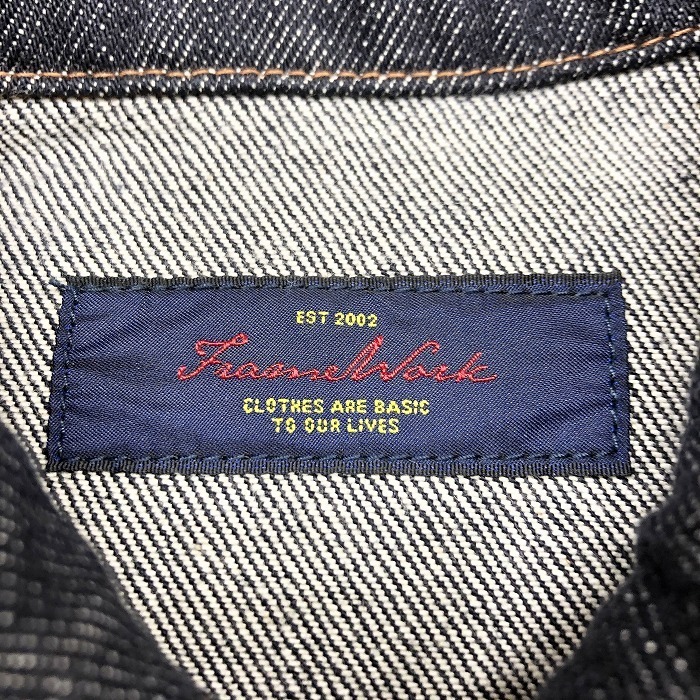 EST 2002
FrameWork
CLOTHES ARE BASIC
TO OUR LIVES